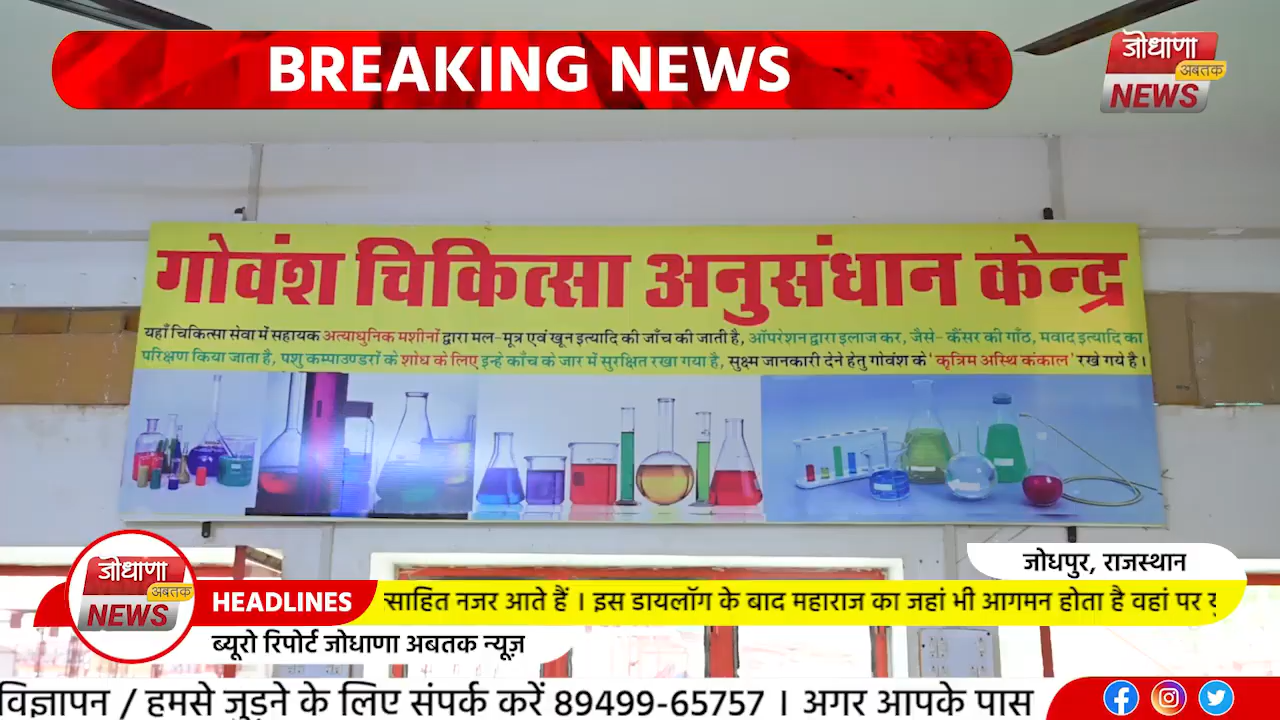 BREAKING NEWS
जोधाणा
अबतक
NEWS
गोवंश चिकित्सा अनुसंधान केन्द्र
यहाँ चिकित्सा सेवा में सहायक अत्याधुनिक मशीनों द्वारा मल-मूत्र एवं खून इत्यादि की जाँच की जाती है, ऑपरेशन द्वारा इलाज कर, जैसे- कैंसर की गाँठ, मवाद इत्यादि का
परिक्षण किया जाता है, पशु कम्पाउण्डरों के शोध के लिए इन्हे काँच के जार में सुरक्षित रखा गया है, सुक्ष्म जानकारी देने हेतु गोवंश के 'कृत्रिम अस्थि कंकाल' रखे गये है ।
जोधपुर, राजस्थान
जोधाणा
अबतक
NEWS
HEADLINES
त्साहित नजर आते हैं । इस डायलॉग के बाद महाराज का जहां भी आगमन होता है वहां पर
ब्यूरो रिपोर्ट जोधाणा अबतक न्यूज़
विज्ञापन / हमसे जुड़ने के लिए संपर्क करें 89499-65757 । अगर आपके पास